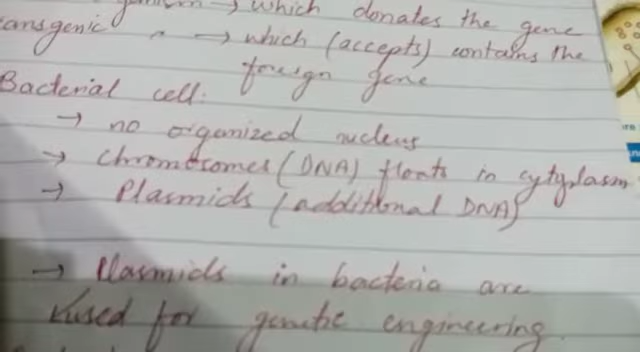 → which donates the gene
ansgenic " → which (accepts) contains the
foreign gene
Bacterial cell:
→ no organized nucleus
→ Chromosomes (DNA) floats in cytyplasm
→ Plasmids (additional DNA)
→ Plasmids in bacteria are
used for genetic engineering.